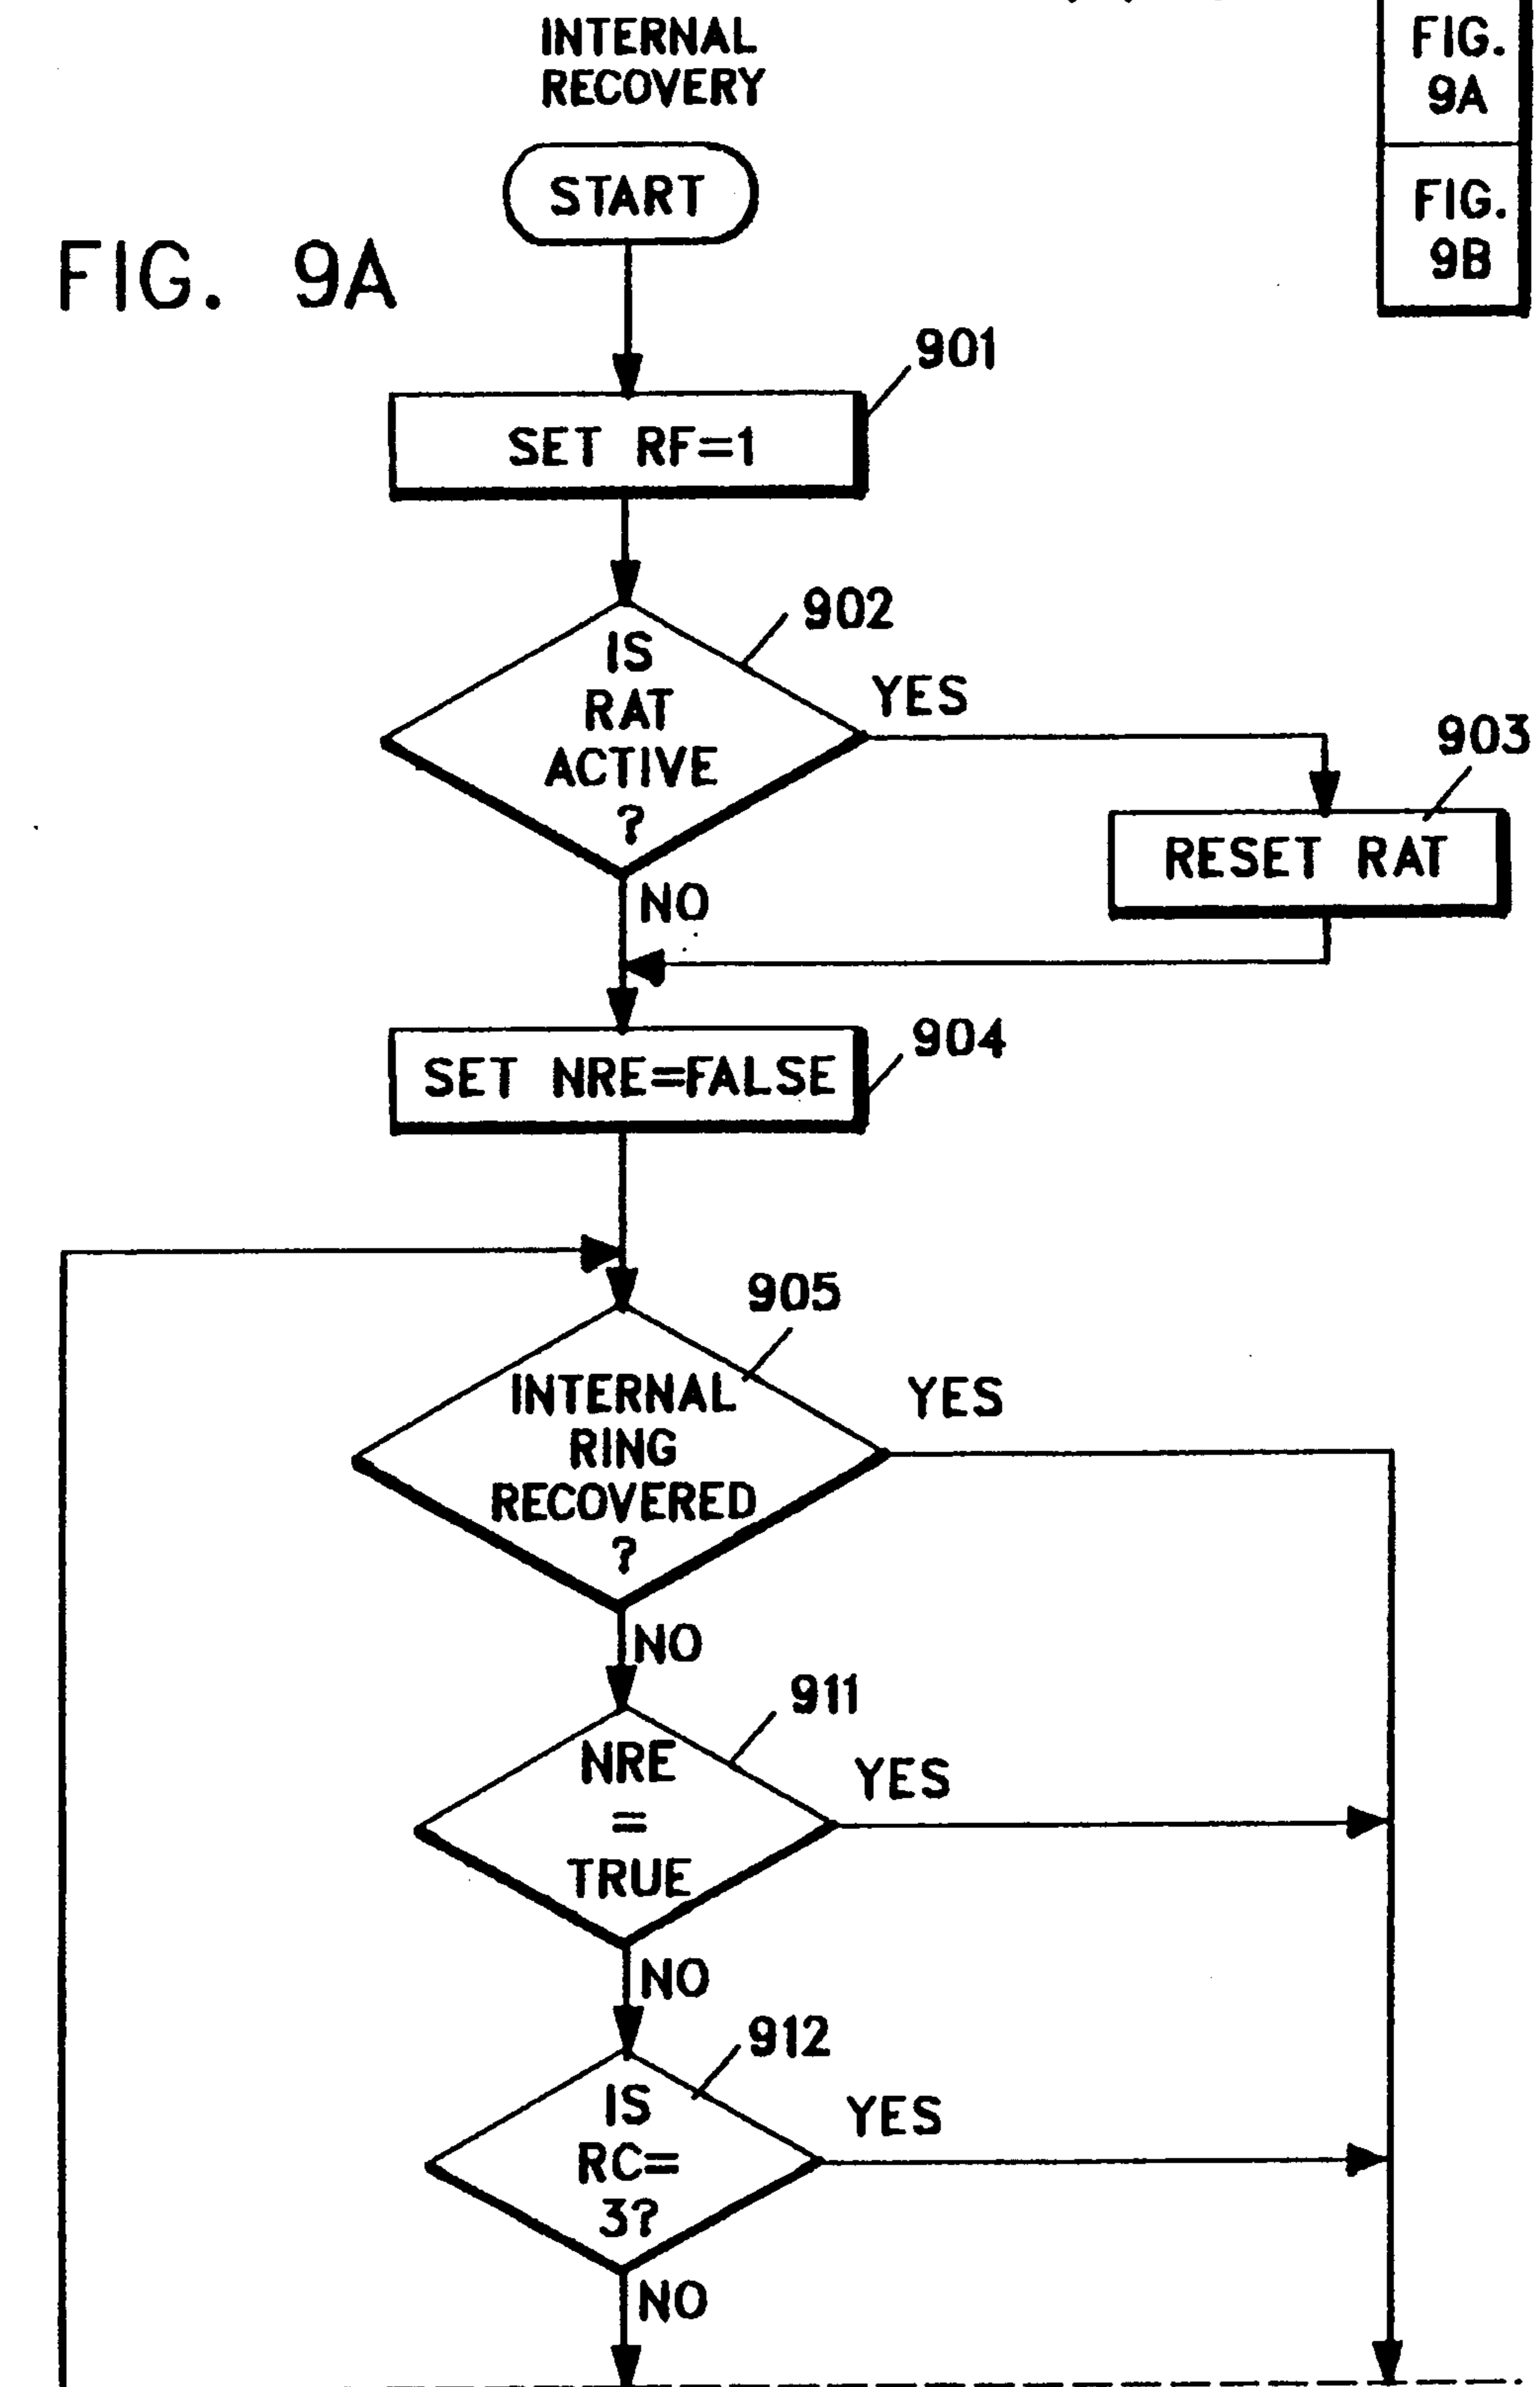 INTERNAL
RECOVERY
FIG.
9A
FIG.
9B
START
FIG. 9A
901
SET RF=1
902
IS
RAT
ACTIVE
?
YES
903
RESET RAT
NO
904
SET NRE=FALSE
905
INTERNAL
RING
RECOVERED
?
YES
NO
911
NRE
=
TRUE
YES
NO
912
IS
RC=
3?
YES
NO